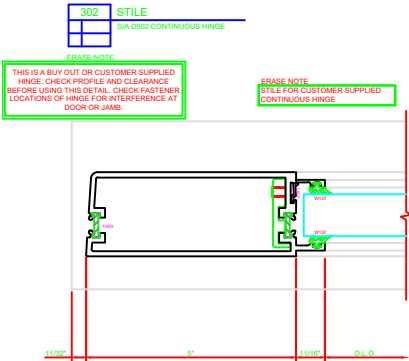 302 STILE
S/A D502 CONTINUOUS HINGE
ERASE NOTE
THIS IS A BUY OUT OR CUSTOMER SUPPLIED
HINGE. CHECK PROFILE AND CLEARANCE
BEFORE USING THIS DETAIL. CHECK FASTENER
LOCATIONS OF HINGE FOR INTERFERENCE AT
DOOR OR JAMB.
ERASE NOTE
STILE FOR CUSTOMER SUPPLIED
CONTINUOUS HINGE
W137
W137
11/32" 5" 11/16" D.L.O.